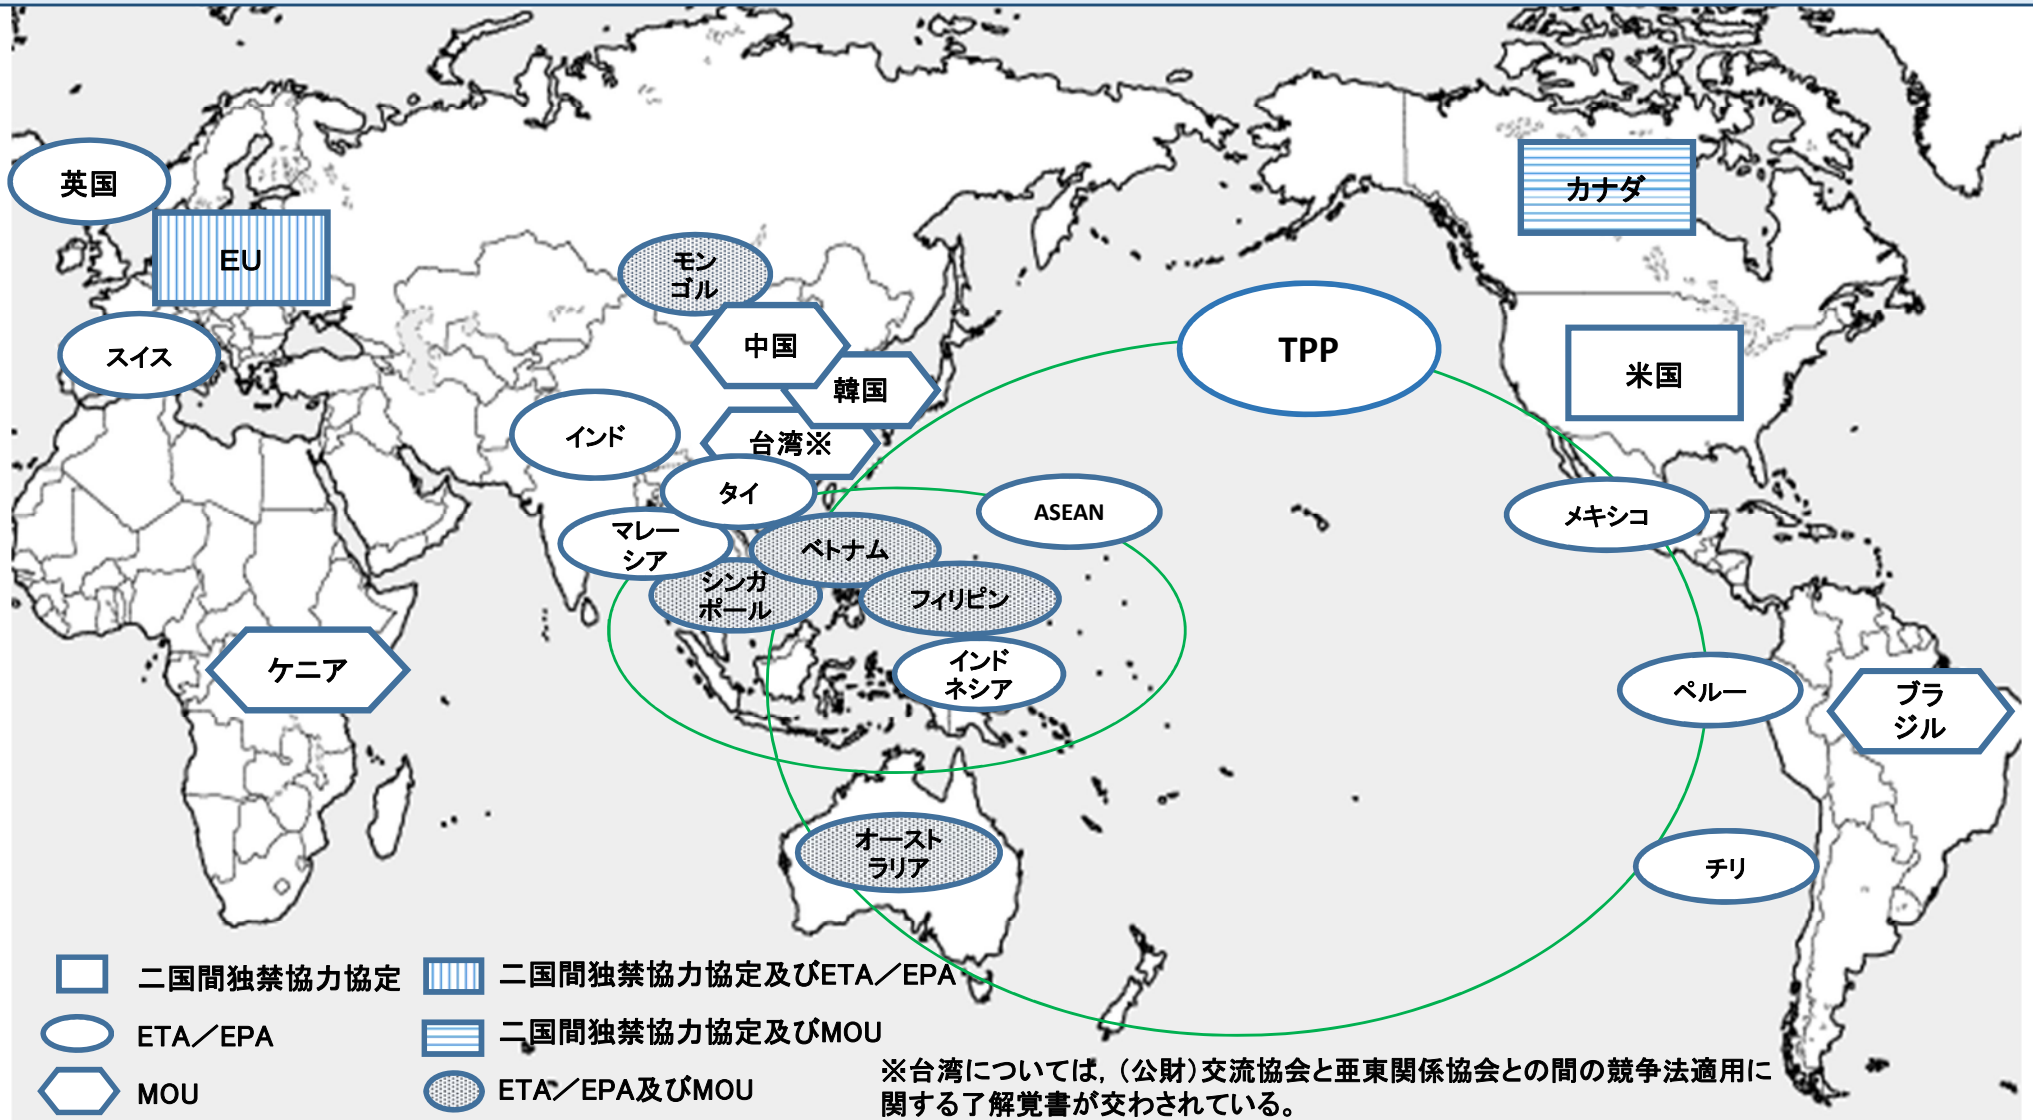 英国
EU
スイス
モン
ゴル
中国
韓国
台湾※
インド
タイ
マレー
シア
シンガ
ポール
ベトナム
フィリピン
インド
ネシア
ASEAN
TPP
カナダ
米国
メキシコ
ペルー
ブラ
ジル
チリ
ケニア
オースト
ラリア
二国間独禁協力協定
ETA／EPA
MOU
二国間独禁協力協定及びETA／EPA
二国間独禁協力協定及びMOU
ETA／EPA及びMOU
※台湾については,（公財）交流協会と亜東関係協会との間の競争法適用に
関する了解覚書が交わされている。